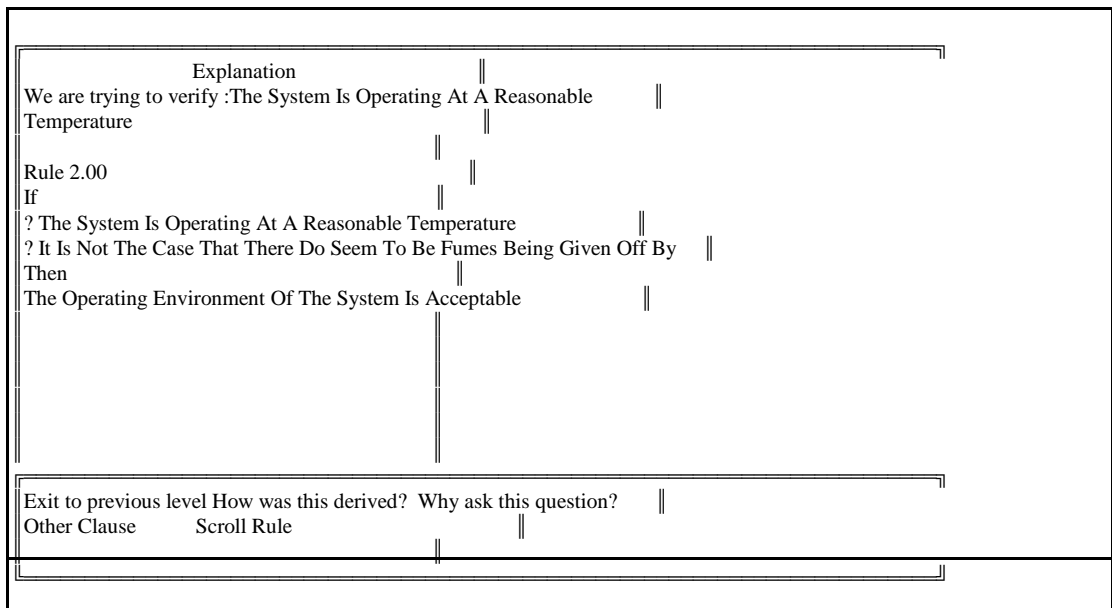 Explanation
We are trying to verify :The System Is Operating At A Reasonable
Temperature
Rule 2.00
If
? The System Is Operating At A Reasonable Temperature
? It Is Not The Case That There Do Seem To Be Fumes Being Given Off By
Then
The Operating Environment Of The System Is Acceptable
Exit to previous level How was this derived? Why ask this question?
Other Clause Scroll Rule